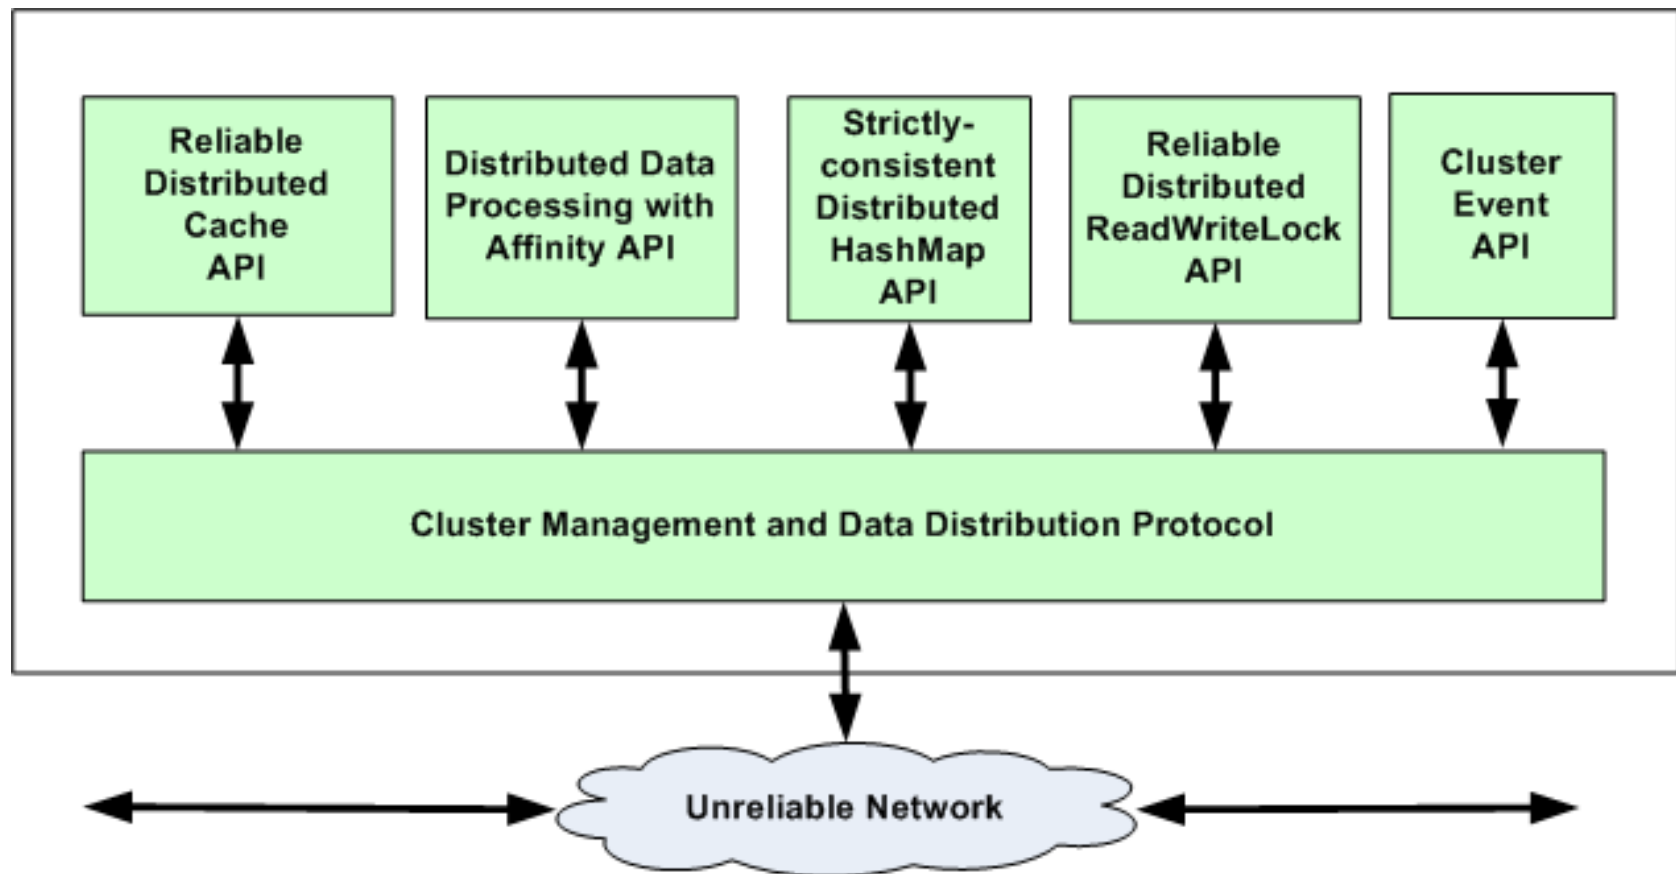 Reliable
Distributed
Cache
API
Distributed Data
Processing with
Affinity API
Strictly-
consistent
Distributed
HashMap
API
Reliable
Distributed
ReadWriteLock
API
Cluster
Event
API
Cluster Management and Data Distribution Protocol
Unreliable Network